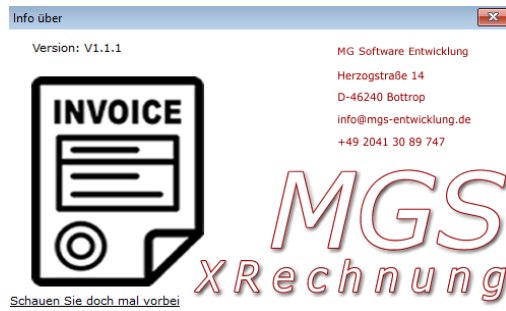 Info über
Version: V1.1.1
MG Software Entwicklung
Herzogstraße 14
D-46240 Bottrop
info@mgs-entwicklung.de
+49 2041 30 89 747
INVOICE
MGS
XRechnung
Schauen Sie doch mal vorbei